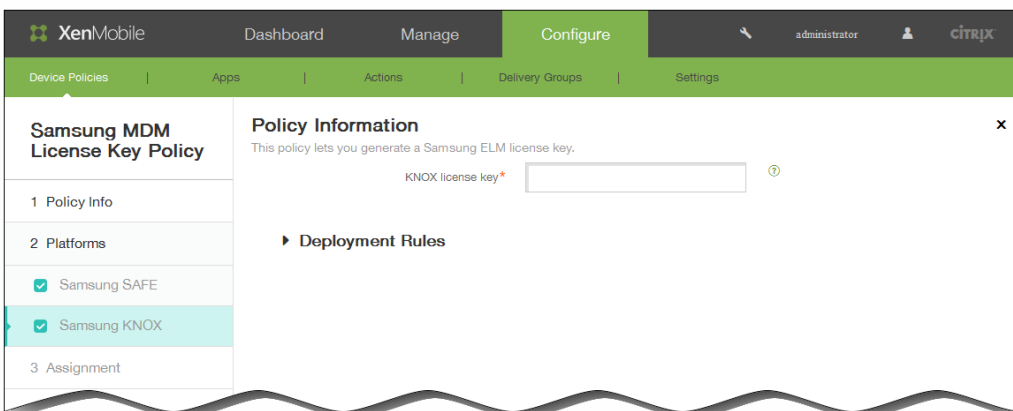 XenMobile Dashboard Manage Configure administrator CİTRIX
Device Policies | Apps | Actions | Delivery Groups | Settings
Samsung MDM
License Key Policy
1 Policy Info
2 Platforms
Samsung SAFE
Samsung KNOX
3 Assignment
Policy Information
x
This policy lets you generate a Samsung ELM license key.
KNOX license key* ?
Deployment Rules